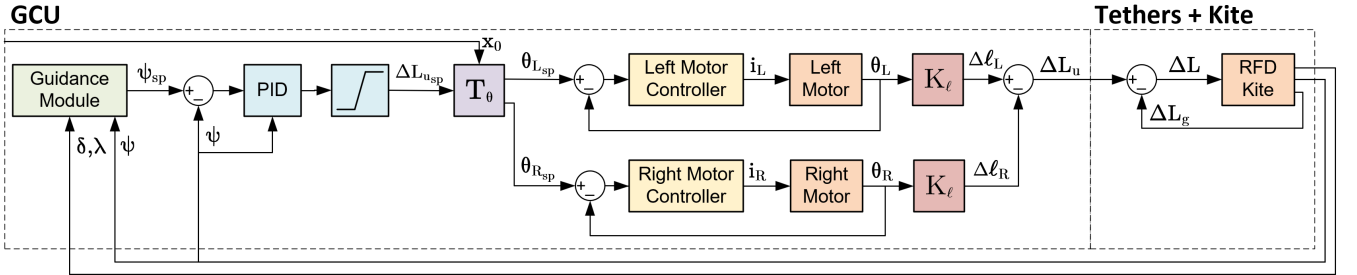 GCU
Tethers + Kite
x₀
Guidance
Module
ψsp
+
−
PID
ΔLusp
Tθ
θLsp
+
−
Left Motor
Controller
iL
Left
Motor
θL
Kℓ
ΔℓL
+
−
ΔLu
+
−
ΔL
RFD
Kite
ΔLg
δ,λ
ψ
ψ
θRsp
+
−
Right Motor
Controller
iR
Right
Motor
θR
Kℓ
ΔℓR